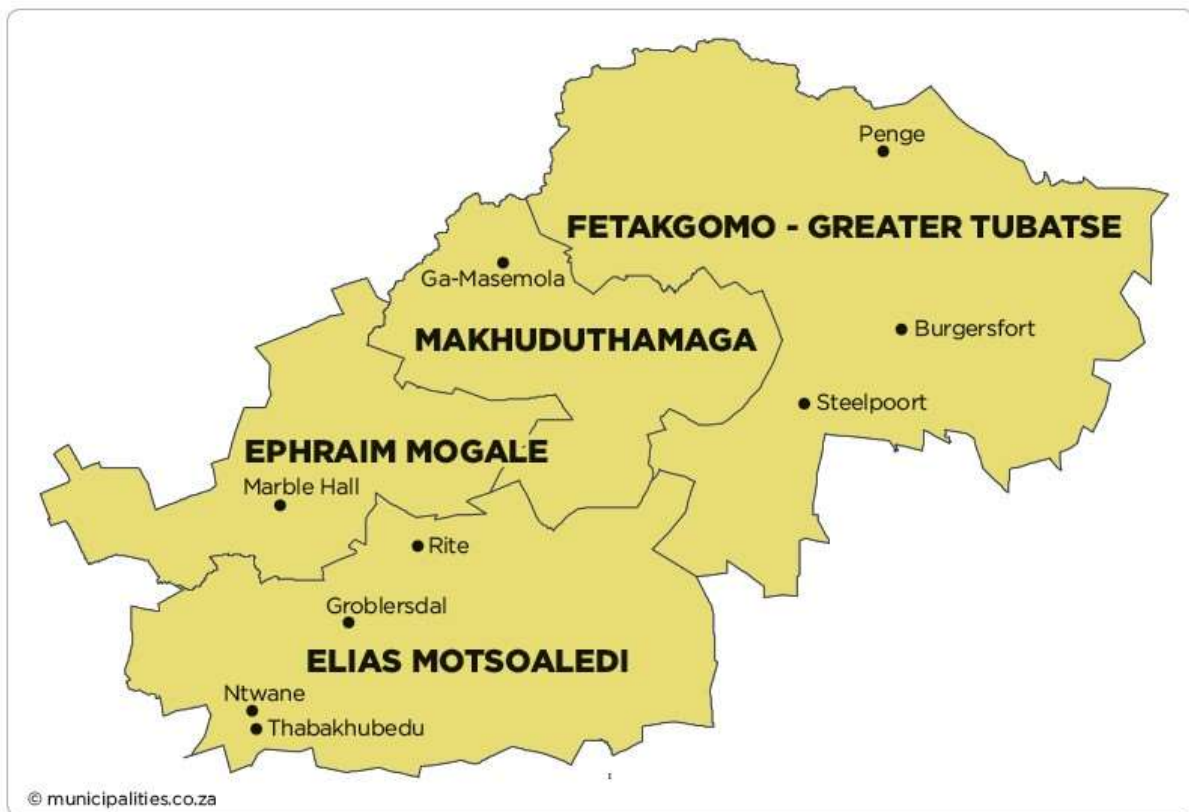 Penge
FETAKGOMO - GREATER TUBATSE
Ga-Masemola
Burgersfort
MAKHUDUTHAMAGA
Steelpoort
EPHRAIM MOGALE
Marble Hall
Rite
Groblersdal
ELIAS MOTSOALEDI
Ntwane
Thabakhubedu
© municipalities.co.za